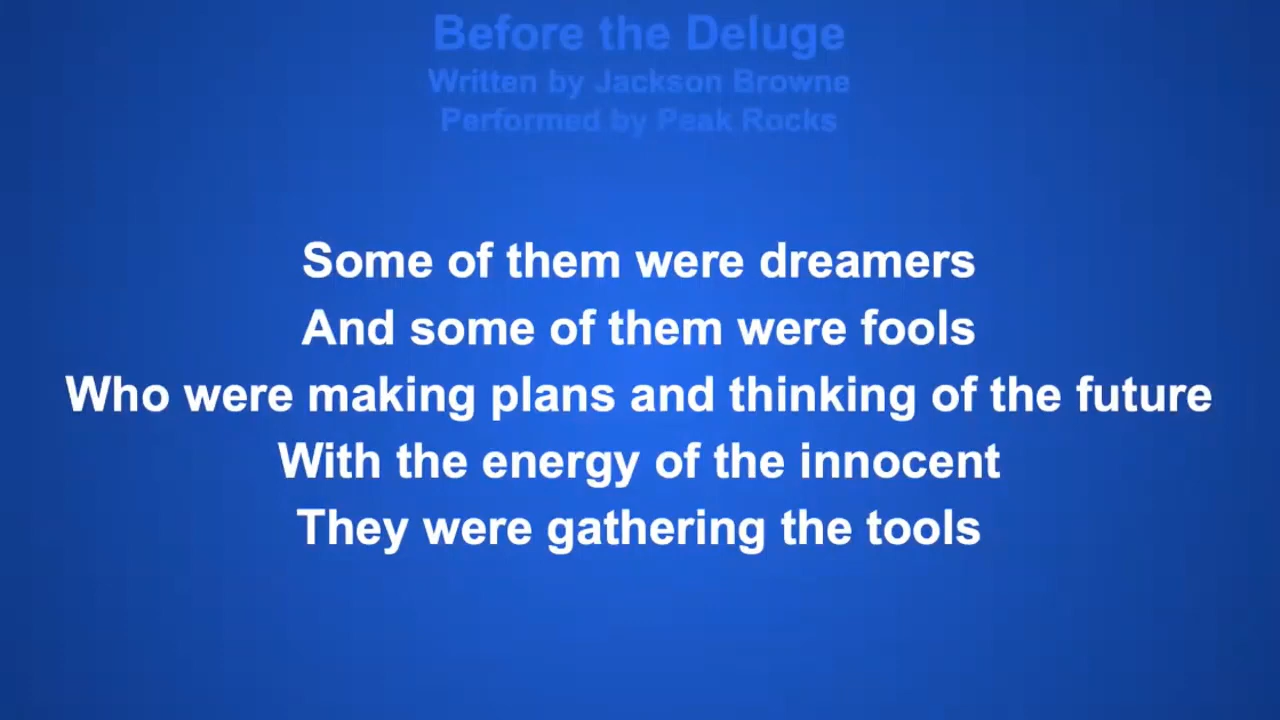 Before the Deluge
Written by Jackson Browne
Performed by Peak Rocks
Some of them were dreamers
And some of them were fools
Who were making plans and thinking of the future
With the energy of the innocent
They were gathering the tools